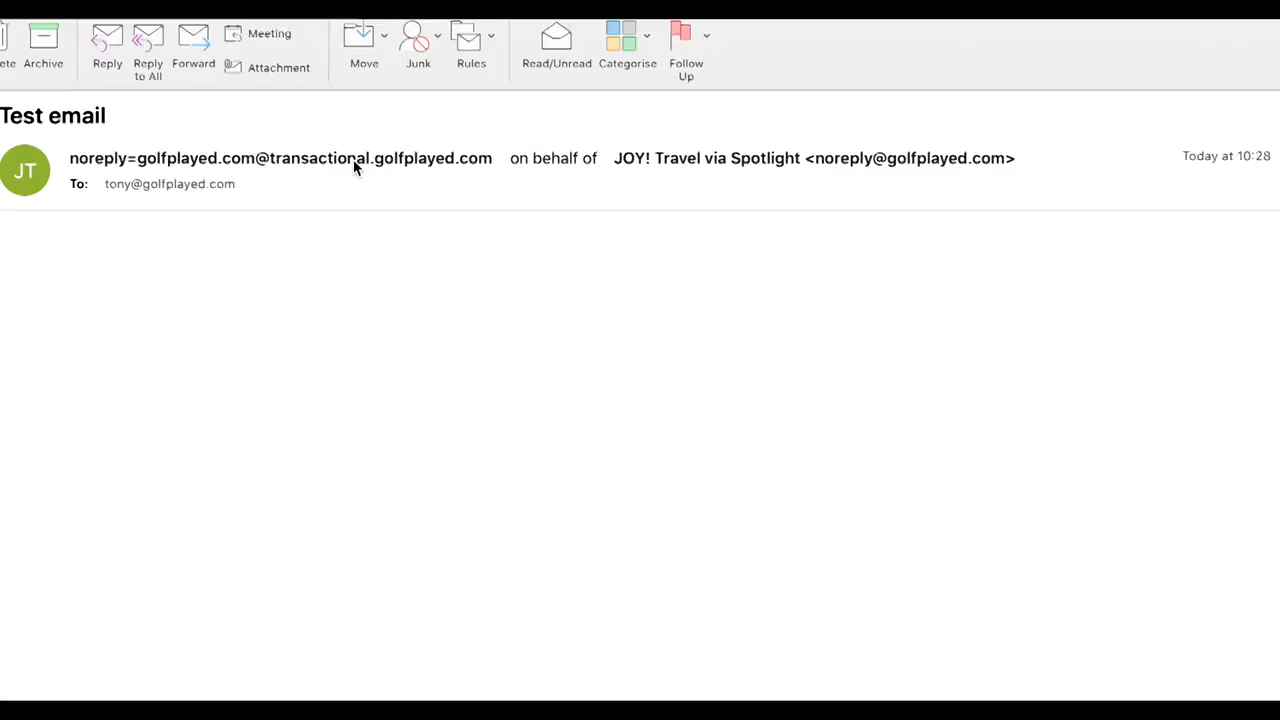 ete Archive Reply Reply to All Forward Meeting Attachment Move Junk Rules Read/Unread Categorise Follow Up
Test email
JT
noreply=golfplayed.com@transactional.golfplayed.com on behalf of JOY! Travel via Spotlight <noreply@golfplayed.com> Today at 10:28
To: tony@golfplayed.com